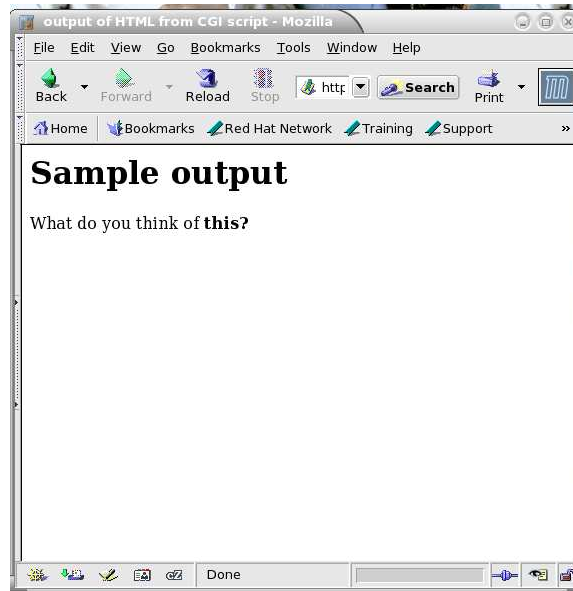 output of HTML from CGI script - Mozilla
File Edit View Go Bookmarks Tools Window Help
Back Forward Reload Stop http Search Print
Home Bookmarks Red Hat Network Training Support »
Sample output
What do you think of this?
Done